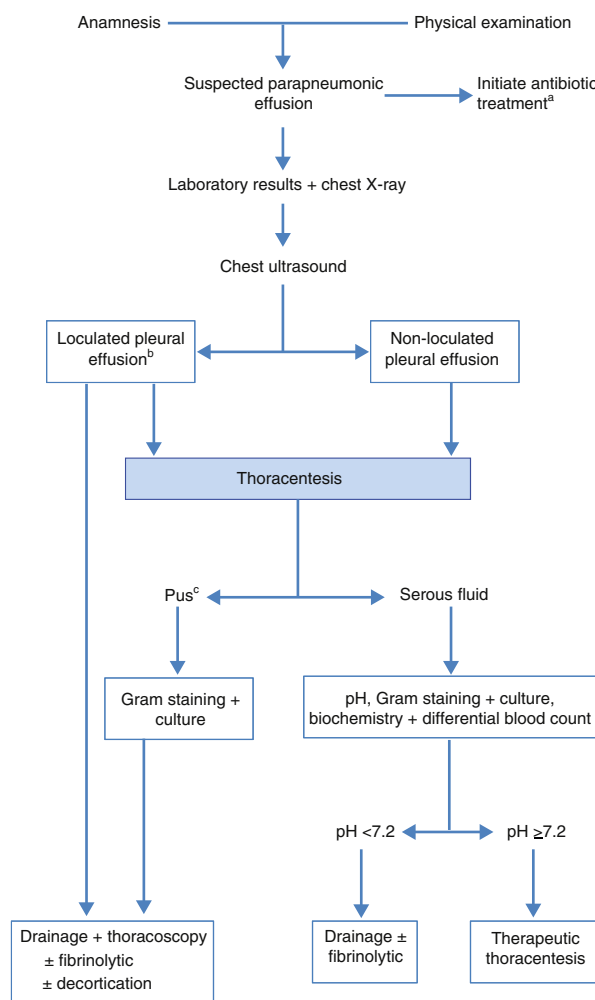 Anamnesis
Physical examination
Suspected parapneumonic
effusion
Initiate antibiotic
treatmentᵃ
Laboratory results + chest X-ray
Chest ultrasound
Loculated pleural
effusionᵇ
Non-loculated
pleural effusion
Thoracentesis
Pusᶜ
Serous fluid
Gram staining +
culture
pH, Gram staining + culture,
biochemistry + differential blood count
pH <7.2
pH ≥7.2
Drainage + thoracoscopy
± fibrinolytic
± decortication
Drainage ±
fibrinolytic
Therapeutic
thoracentesis